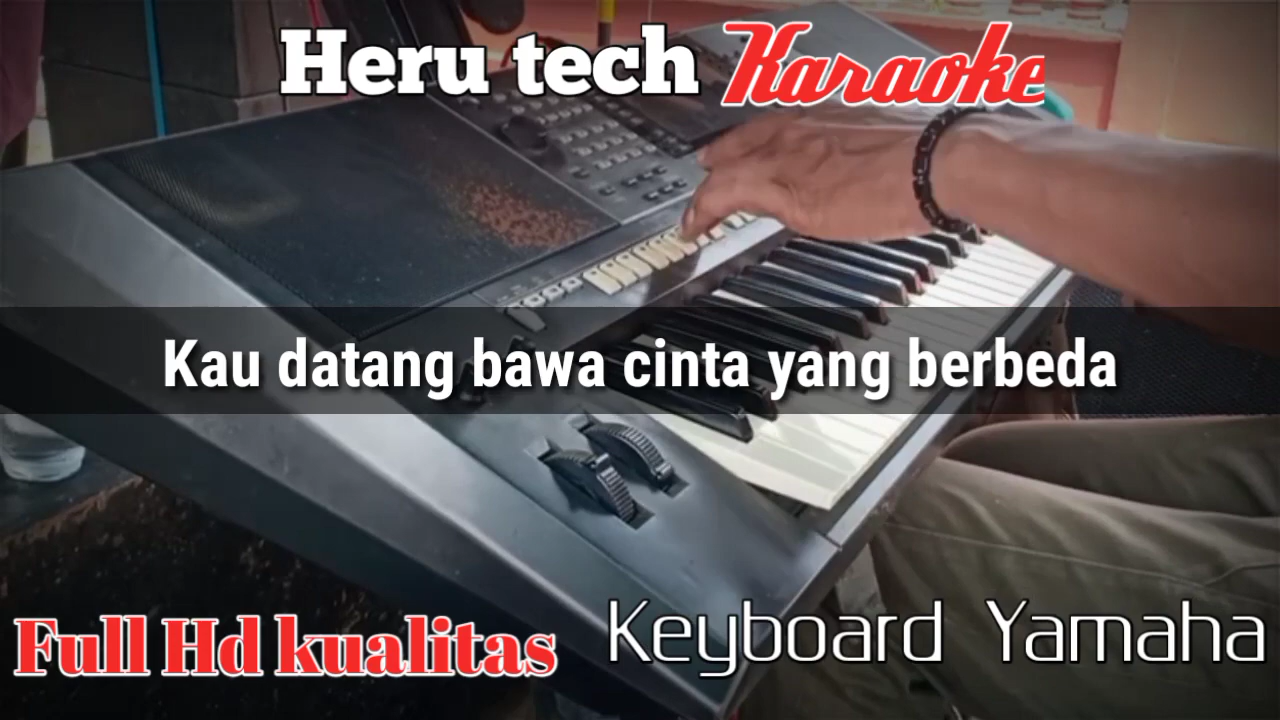 Heru tech Karaoke
Kau datang bawa cinta yang berbeda
Full Hd kualitas
Keyboard Yamaha